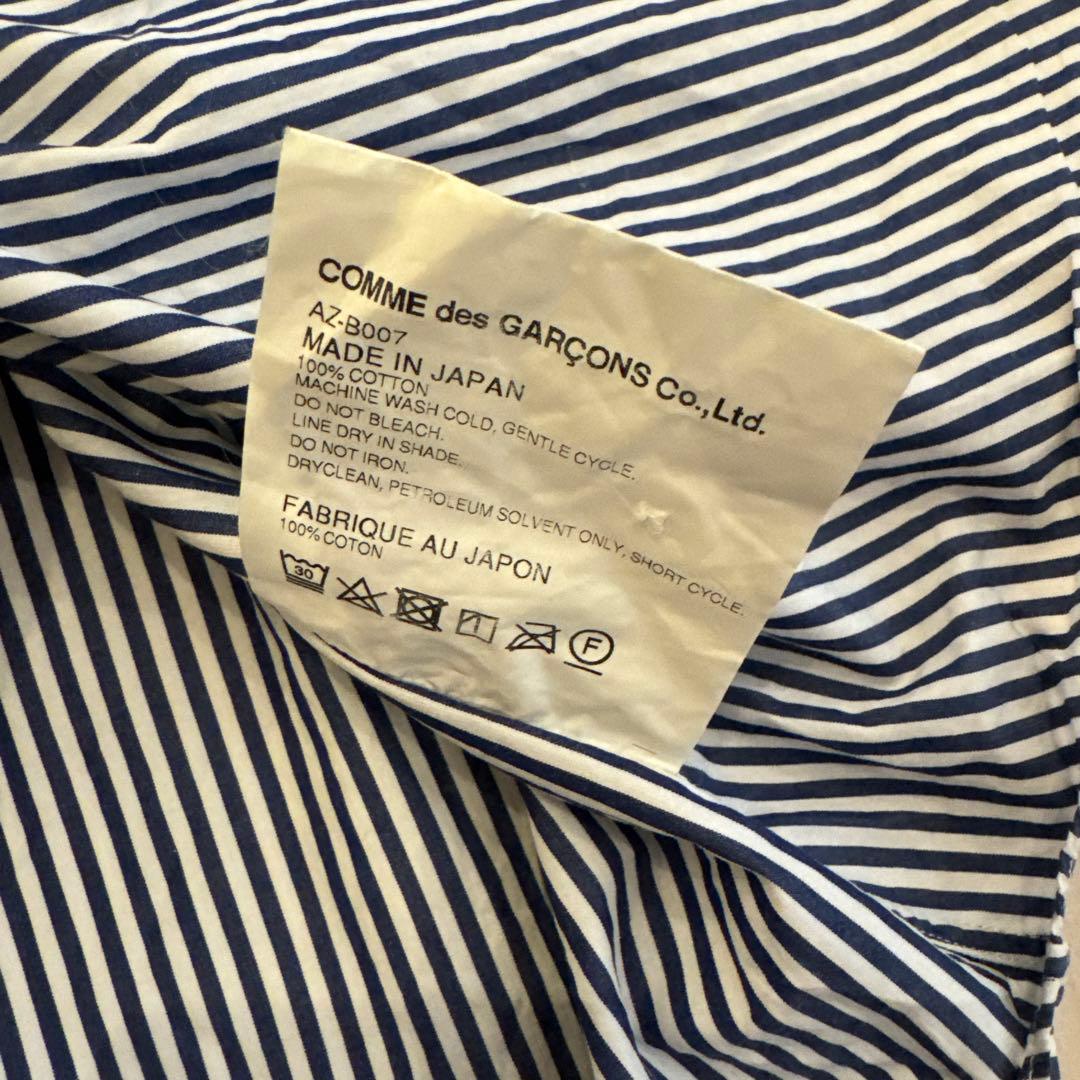 COMME des GARÇONS Co.,Ltd.
AZ-B007
MADE IN JAPAN
100% COTTON
MACHINE WASH COLD, GENTLE CYCLE.
DO NOT BLEACH.
LINE DRY IN SHADE.
DO NOT IRON.
DRYCLEAN, PETROLEUM SOLVENT ONLY, SHORT CYCLE.
FABRIQUE AU JAPON
100% COTON
30
F